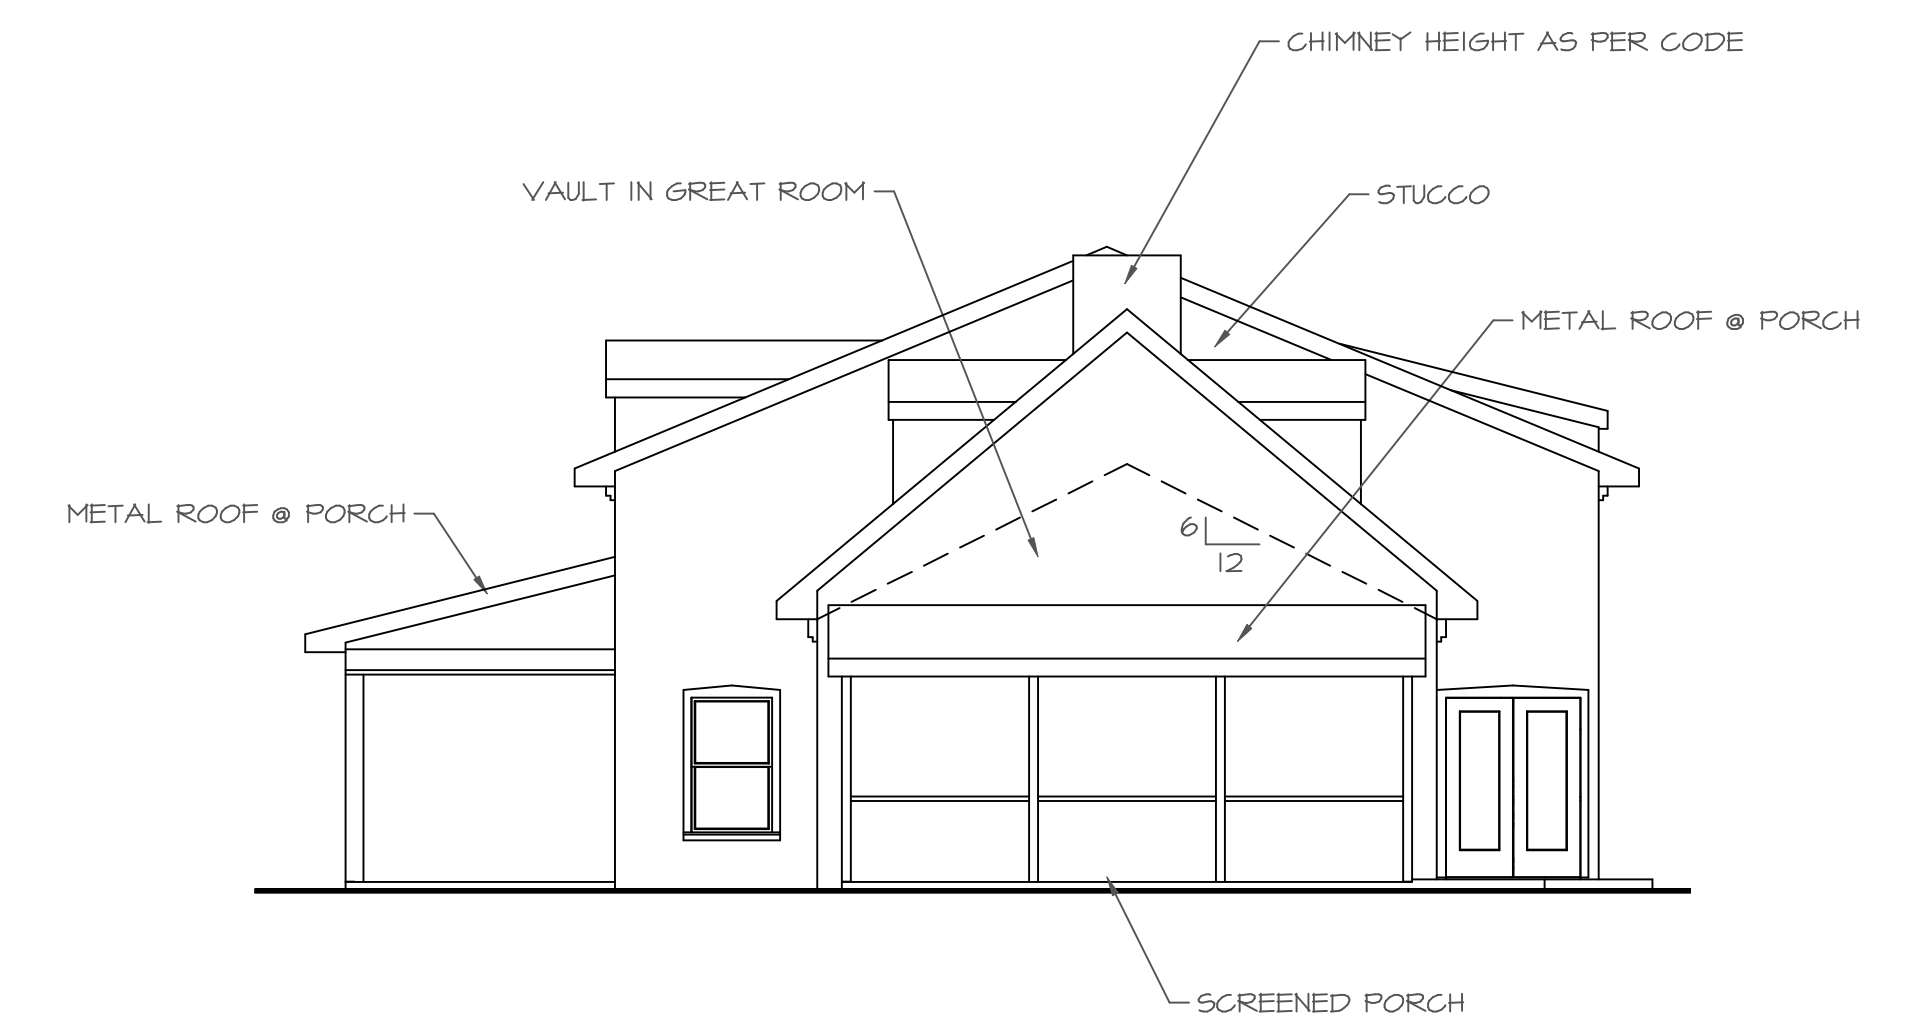 CHIMNEY HEIGHT AS PER CODE
VAULT IN GREAT ROOM
STUCCO
METAL ROOF @ PORCH
METAL ROOF @ PORCH
6
12
SCREENED PORCH